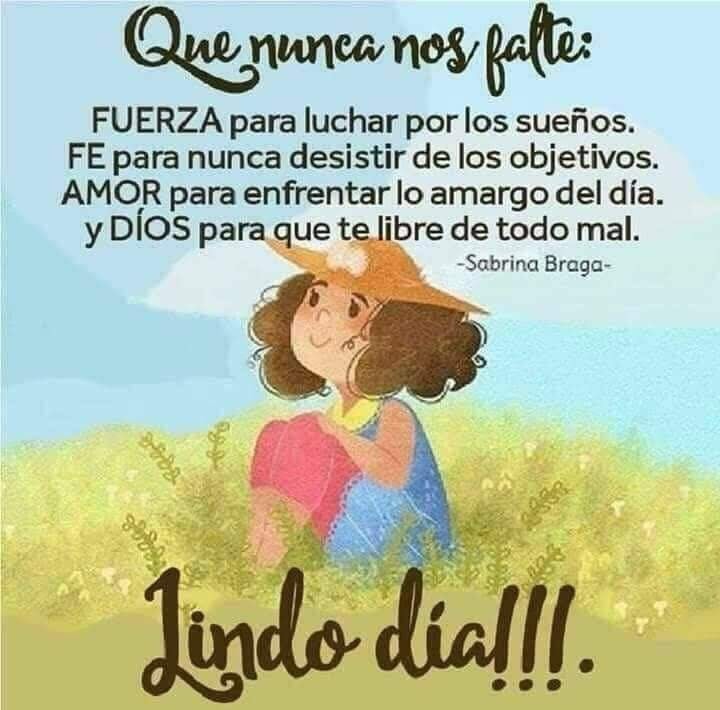 Que nunca nos falte:
FUERZA para luchar por los sueños.
FE para nunca desistir de los objetivos.
AMOR para enfrentar lo amargo del día.
y DÍOS para que te libre de todo mal.
-Sabrina Braga-
Lindo día!!!.